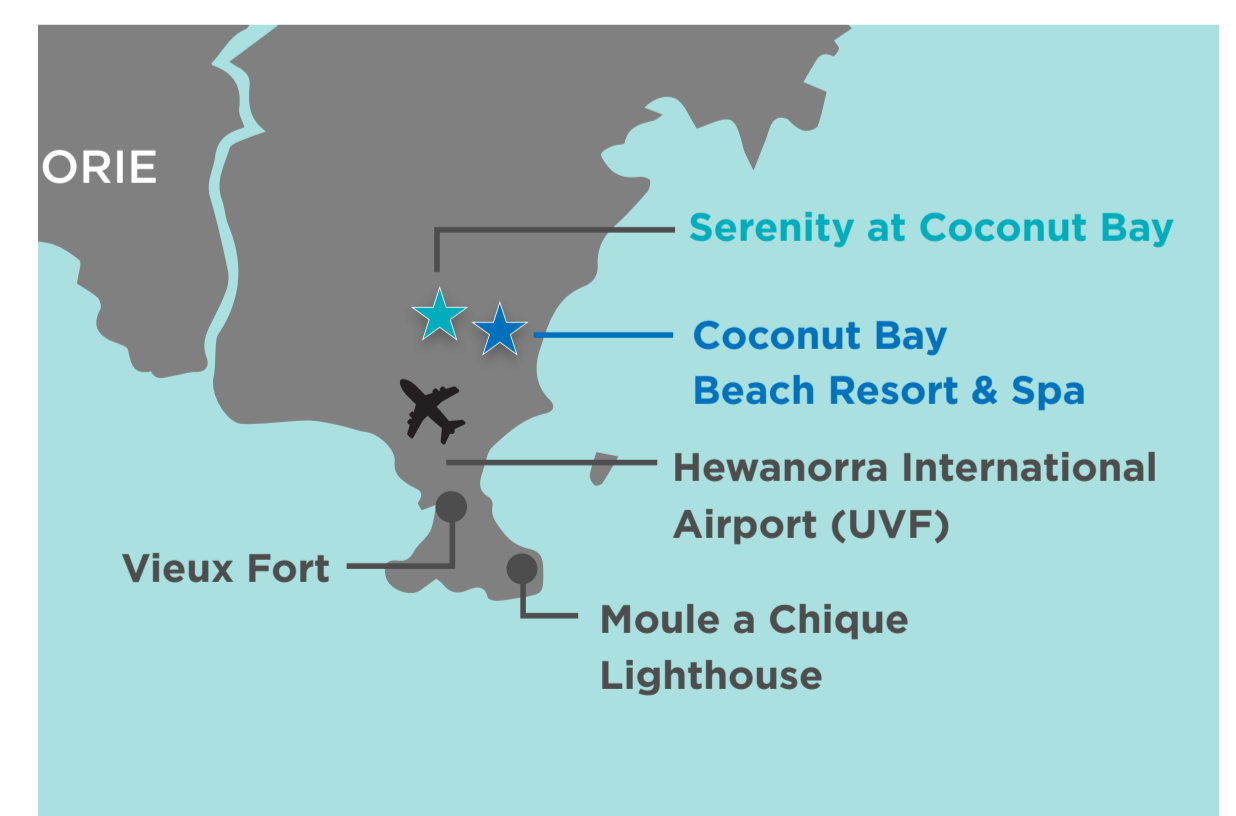 ORIE
Serenity at Coconut Bay
Coconut Bay
Beach Resort & Spa
Hewanorra International
Airport (UVF)
Vieux Fort
Moule a Chique
Lighthouse